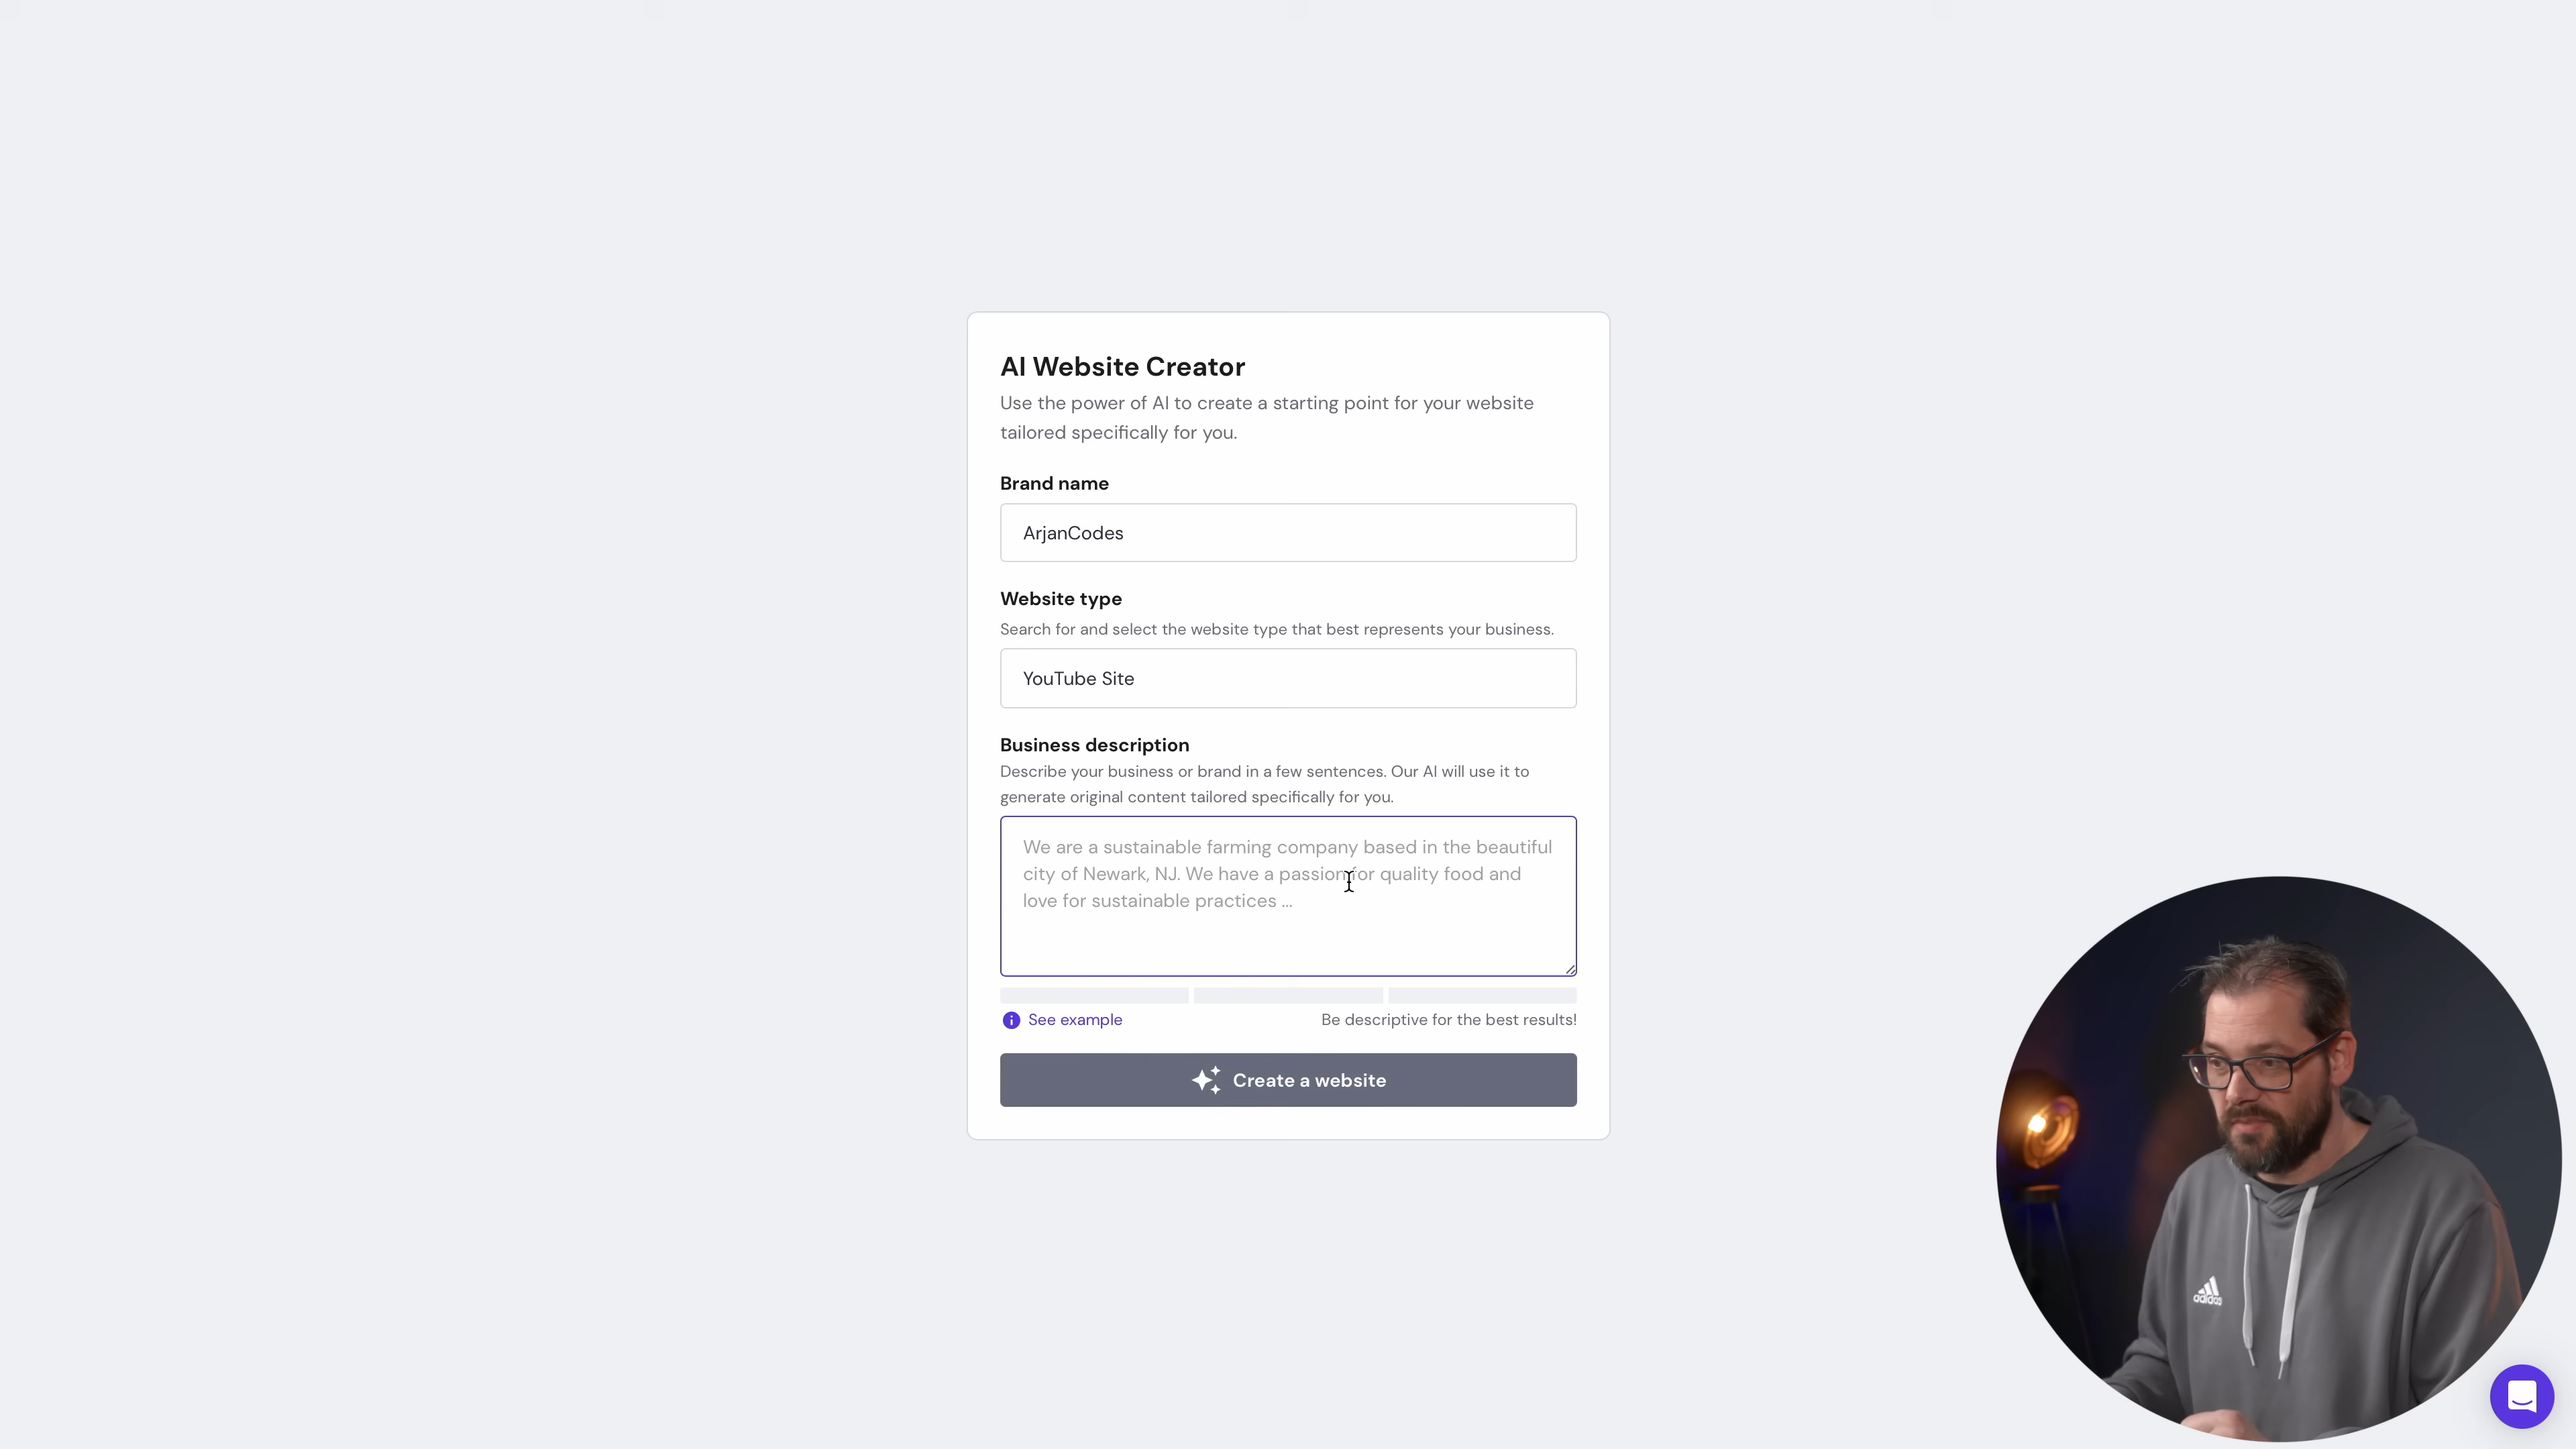 AI Website Creator
Use the power of AI to create a starting point for your website
tailored specifically for you.
Brand name
ArjanCodes
Website type
Search for and select the website type that best represents your business.
YouTube Site
Business description
Describe your business or brand in a few sentences. Our AI will use it to
generate original content tailored specifically for you.
We are a sustainable farming company based in the beautiful
city of Newark, NJ. We have a passion for quality food and
love for sustainable practices ...
See example
Be descriptive for the best results!
Create a website
adidas